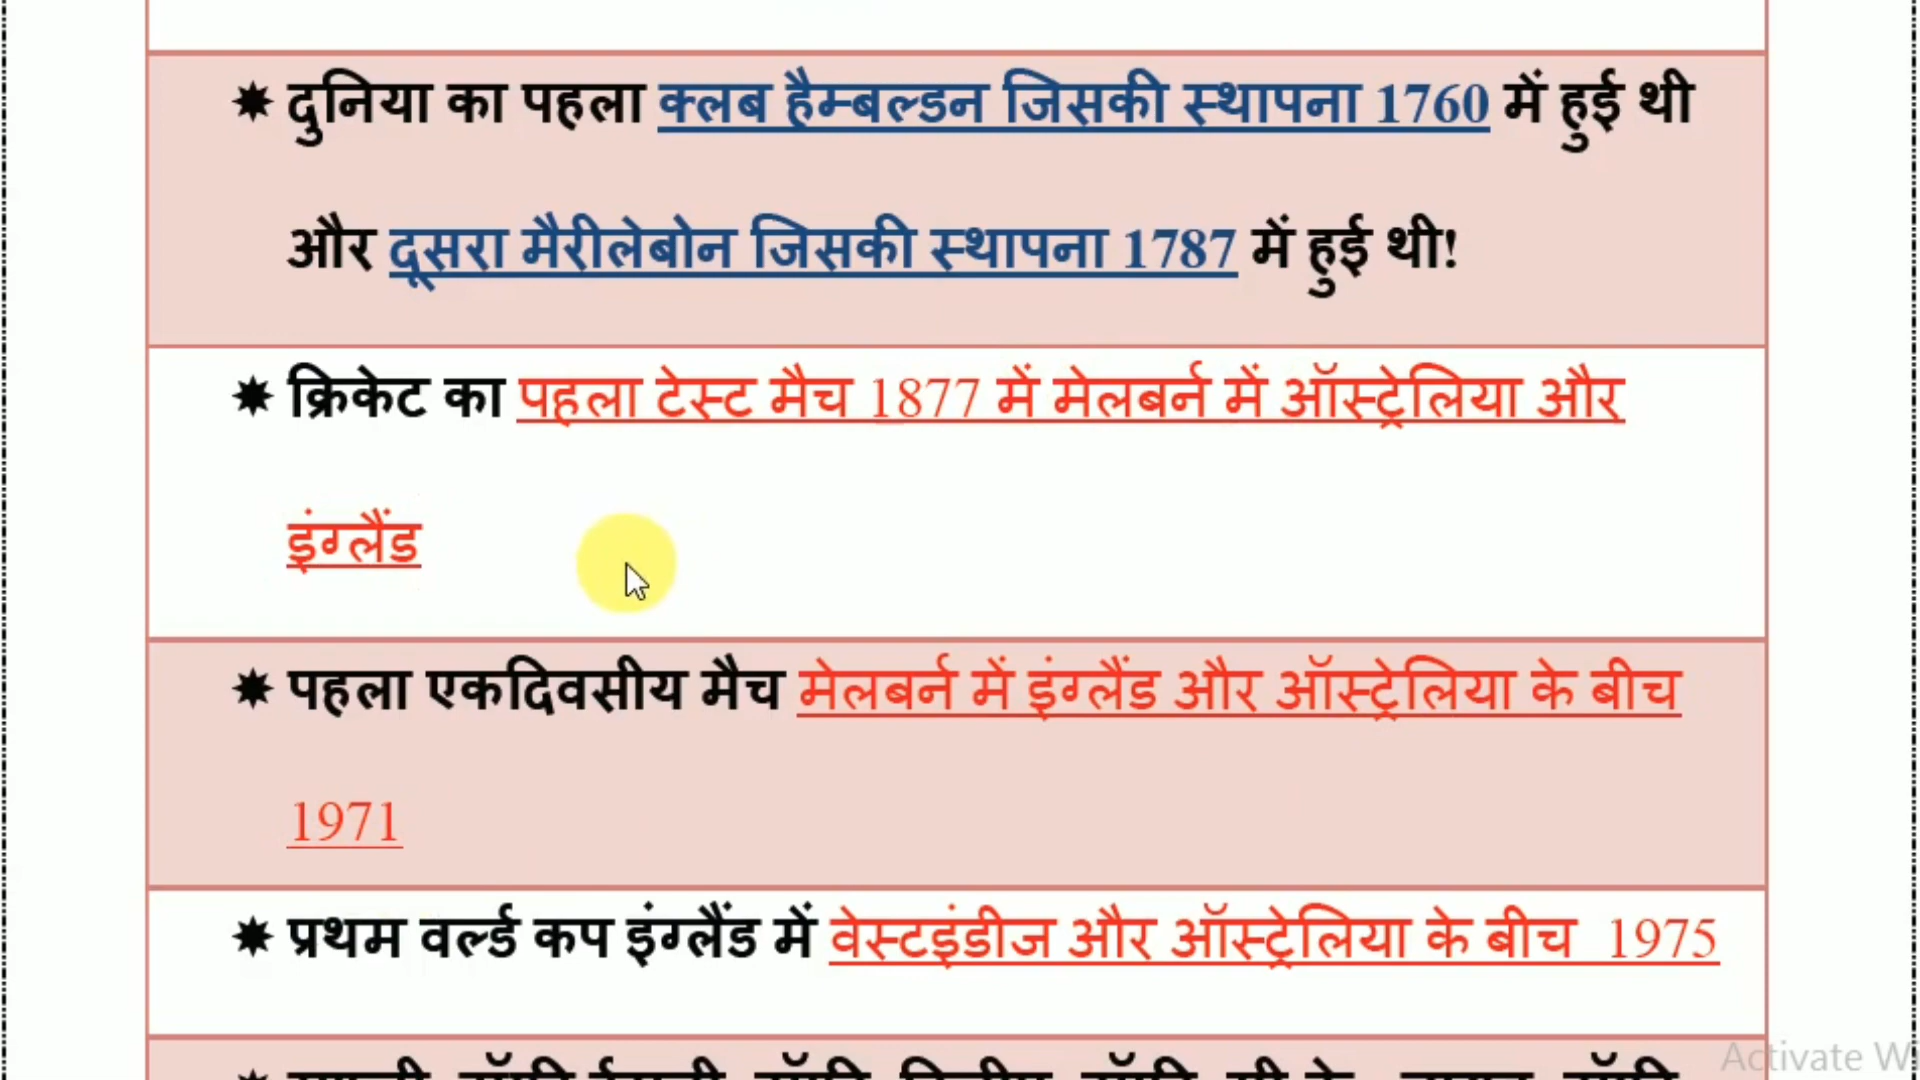 ✷ दुनिया का पहला क्लब हैम्बल्डन जिसकी स्थापना 1760 में हुई थी
और दूसरा मैरीलेबोन जिसकी स्थापना 1787 में हुई थी!
✷ क्रिकेट का पहला टेस्ट मैच 1877 में मेलबर्न में ऑस्ट्रेलिया और
इंग्लैंड
✷ पहला एकदिवसीय मैच मेलबर्न में इंग्लैंड और ऑस्ट्रेलिया के बीच
1971
✷ प्रथम वर्ल्ड कप इंग्लैंड में वेस्टइंडीज और ऑस्ट्रेलिया के बीच 1975
Activate